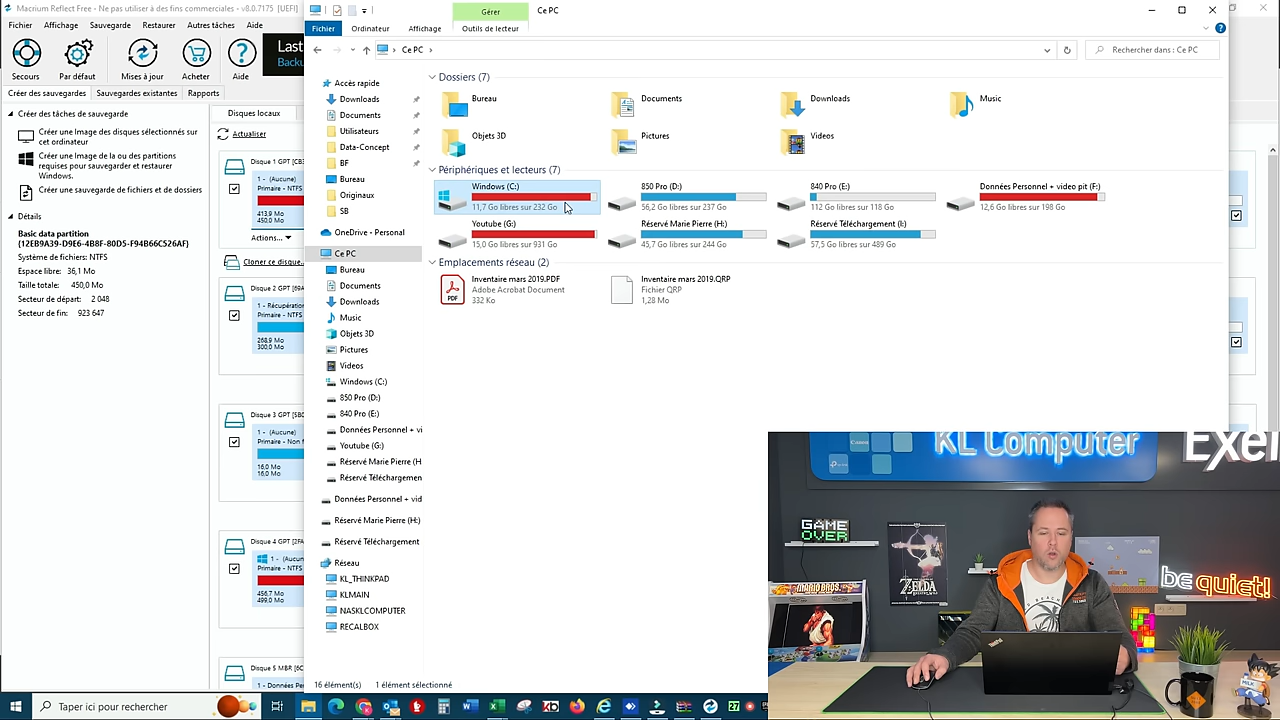 Macrium Reflect Free - Ne pas utiliser à des fins commerciales - v8.0.7175 [UEFI]
Fichier Affichage Sauvegarde Restaurer Autres tâches Aide
Secours Par défaut Mises à jour Acheter Aide
Last
Backu
Créer des sauvegardes Sauvegardes existantes Rapports
Créer des tâches de sauvegarde
Créer une Image des disques sélectionnés sur
cet ordinateur
Créer une Image de la ou des partitions
requises pour sauvegarder et restaurer
Windows.
Créer une sauvegarde de fichiers et de dossiers
Détails
Basic data partition
{12EB9A39-D9E6-4B8F-80D5-F94B66C526AF}
Système de fichiers: NTFS
Espace libre: 36,1 Mo
Taille totale: 450,0 Mo
Secteur de départ: 2 048
Secteur de fin: 923 647
Disques locaux
Actualiser
Disque 1 GPT [CB3
1 - (Aucune)
Primaire - NTFS
413,9 Mo
450,0 Mo
Actions...
Cloner ce disque..
Disque 2 GPT [69A
1 - Récupération
Primaire - NTFS
268,9 Mo
300,0 Mo
Disque 3 GPT [5B0
1 - (Aucune)
Primaire - Non f
16,0 Mo
16,0 Mo
Disque 4 GPT [2FA
1 - (Aucun
Primaire - NTFS
456,7 Mo
499,0 Mo
Disque 5 MBR [6C
1 - Données Pe
Gérer
Ce PC
Fichier Ordinateur Affichage Outils de lecteur
Ce PC
Rechercher dans : Ce PC
Accès rapide
Downloads
Documents
Utilisateurs
Data-Concept
BF
Bureau
Originaux
SB
OneDrive - Personal
Ce PC
Bureau
Documents
Downloads
Music
Objets 3D
Pictures
Videos
Windows (C:)
850 Pro (D:)
840 Pro (E:)
Données Personnel + vi
Youtube (G:)
Réservé Marie Pierre (H
Réservé Téléchargemen
Données Personnel + vid
Réservé Marie Pierre (H:)
Réservé Téléchargement
Réseau
KL_THINKPAD
KLMAIN
NASKLCOMPUTER
RECALBOX
Dossiers (7)
Bureau Documents Downloads Music
Objets 3D Pictures Videos
Périphériques et lecteurs (7)
Windows (C:)
11,7 Go libres sur 232 Go
850 Pro (D:)
56,2 Go libres sur 237 Go
840 Pro (E:)
112 Go libres sur 118 Go
Données Personnel + video pit (F:)
12,6 Go libres sur 198 Go
Youtube (G:)
15,0 Go libres sur 931 Go
Réservé Marie Pierre (H:)
45,7 Go libres sur 244 Go
Réservé Téléchargement (I:)
57,5 Go libres sur 489 Go
Emplacements réseau (2)
PDF
Inventaire mars 2019.PDF
Adobe Acrobat Document
332 Ko
Inventaire mars 2019.QRP
Fichier QRP
1,28 Mo
16 élément(s) 1 élément sélectionné
Taper ici pour rechercher
KL Computer
Exel
GAME
OVER
ZELDA
be quiet!
BEACH
ThinkPad
MILK